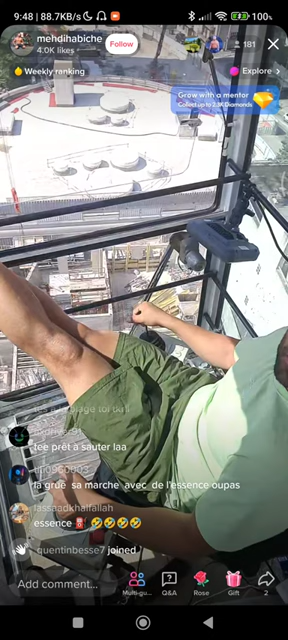 9:48 | 88.7KB/s
100%
mehdihabiche
4.0K likes
Follow
181
Weekly ranking
Explore >
Grow with a mentor
Collect up to 2.3K Diamonds
tee prêt à sauter laa
la grue sa marche avec de l'essence oupas
lassaadkhalfallah
essence ⛽ 🤣🤣🤣🤣
quentinbesse7 joined
Add comment...
Multi-gu...
Q&A
Rose
Gift
2